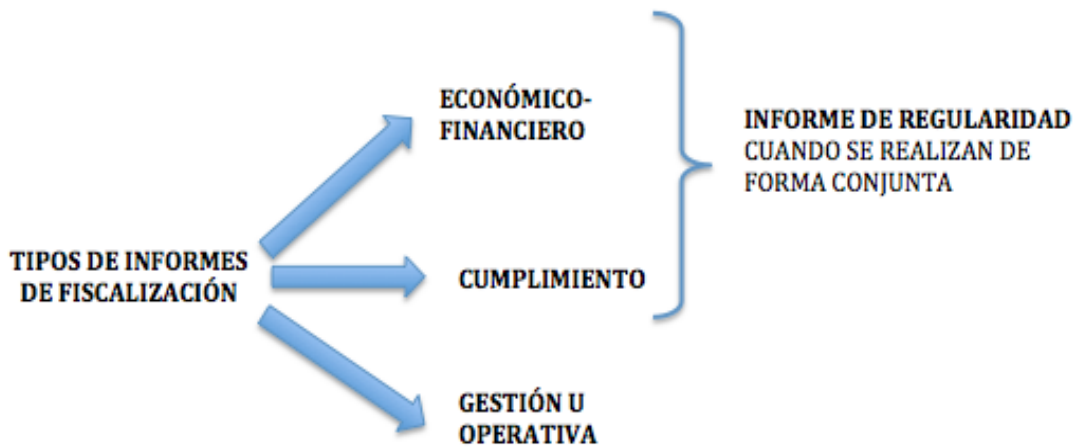 TIPOS DE INFORMES
DE FISCALIZACIÓN
ECONÓMICO-
FINANCIERO
CUMPLIMIENTO
GESTIÓN U
OPERATIVA
INFORME DE REGULARIDAD
CUANDO SE REALIZAN DE
FORMA CONJUNTA